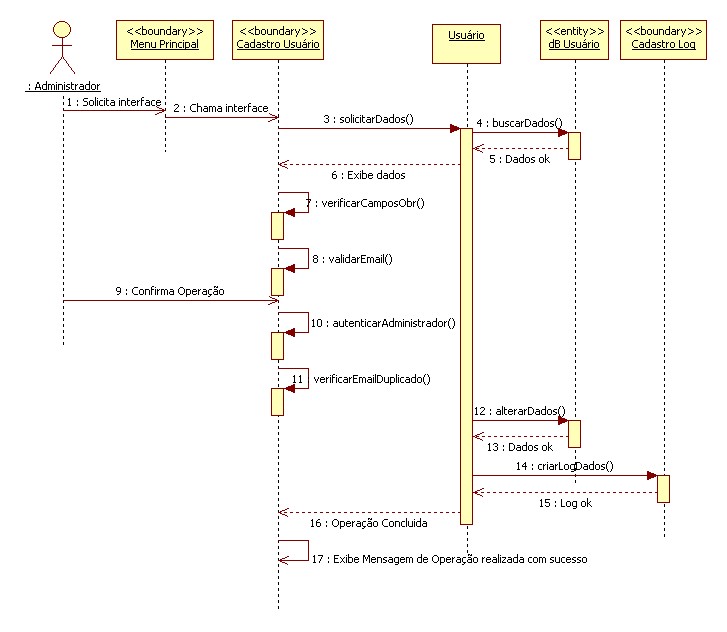 <<boundary>>
Menu Principal
<<boundary>>
Cadastro Usuário
Usuário
<<entity>>
dB Usuário
<<boundary>>
Cadastro Log
: Administrador
1 : Solicita interface
2 : Chama interface
3 : solicitarDados()
4 : buscarDados()
5 : Dados ok
6 : Exibe dados
7 : verificarCamposObr()
8 : validarEmail()
9 : Confirma Operação
10 : autenticarAdministrador()
11 verificarEmailDuplicado()
12 : alterarDados()
13 : Dados ok
14 : criarLogDados()
15 : Log ok
16 : Operação Concluida
17 : Exibe Mensagem de Operação realizada com sucesso